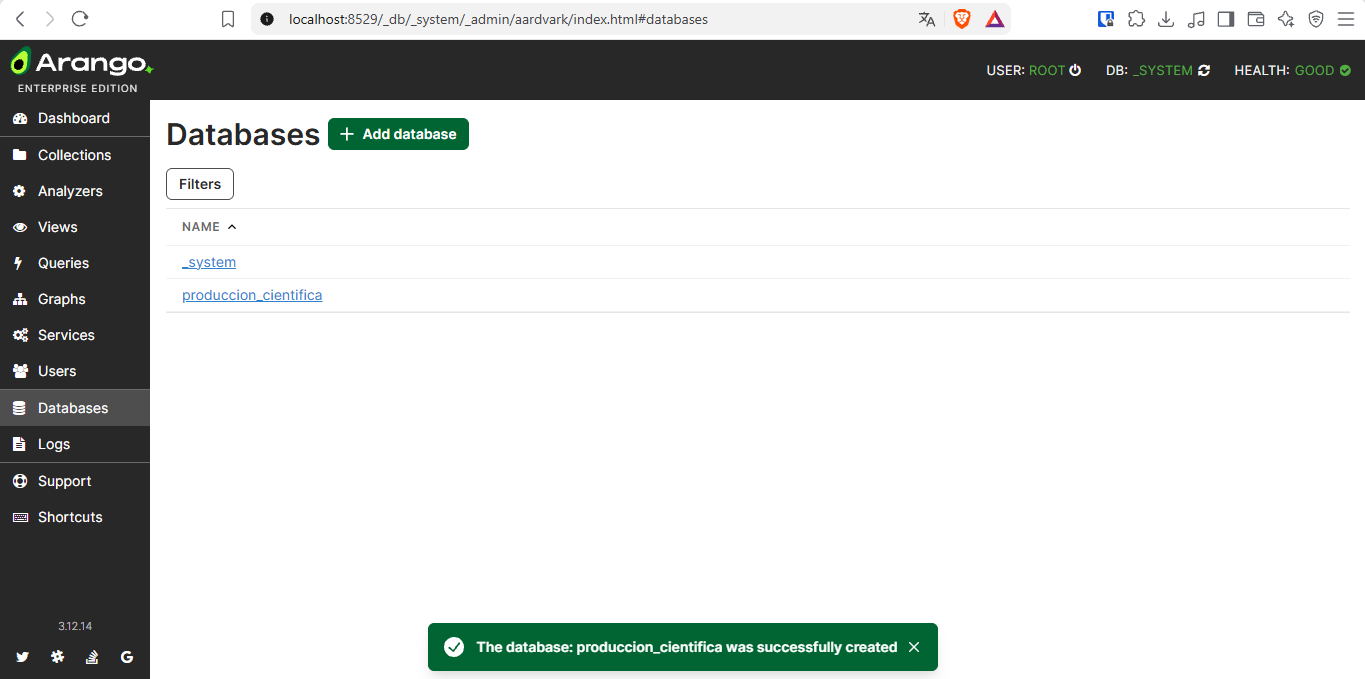 localhost:8529/_db/_system/_admin/aardvark/index.html#databases
Arango
ENTERPRISE EDITION
USER: ROOT
DB: _SYSTEM
HEALTH: GOOD
Dashboard
Collections
Analyzers
Views
Queries
Graphs
Services
Users
Databases
Logs
Support
Shortcuts
3.12.14
Databases
+ Add database
Filters
NAME
_system
produccion_cientifica
The database: produccion_cientifica was successfully created